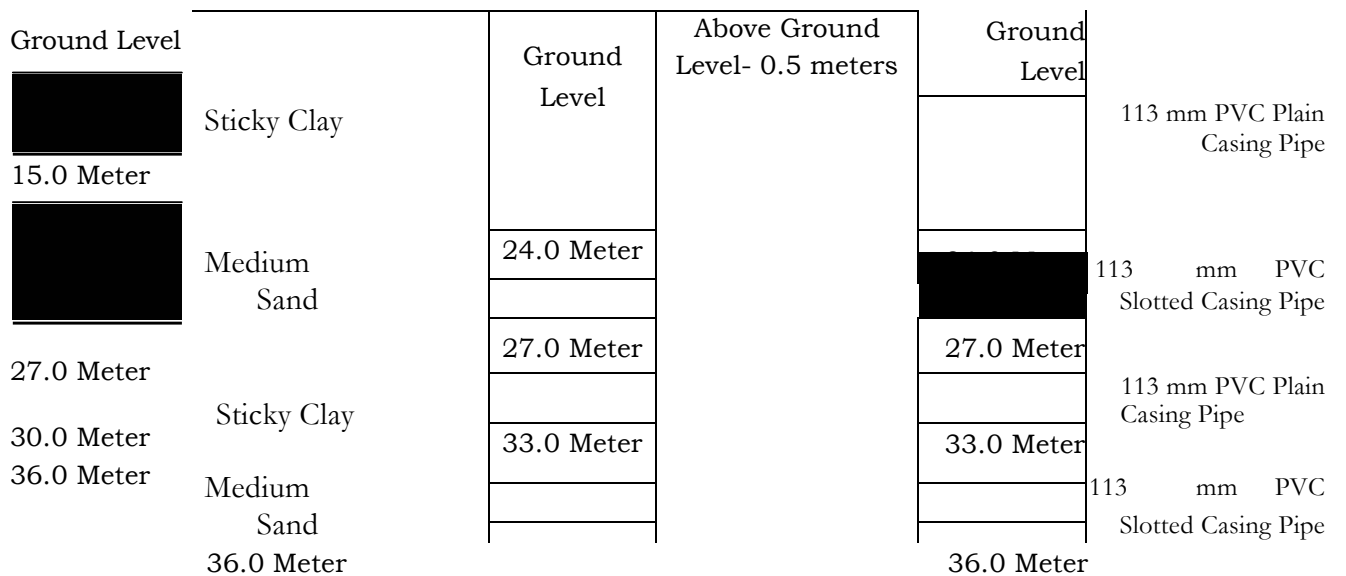 Ground Level
15.0 Meter
27.0 Meter
30.0 Meter
36.0 Meter
Sticky Clay
Medium
Sand
Sticky Clay
Medium
Sand
36.0 Meter
Ground
Level
24.0 Meter
27.0 Meter
33.0 Meter
Above Ground
Level- 0.5 meters
Ground
Level
27.0 Meter
33.0 Meter
36.0 Meter
113 mm PVC Plain
Casing Pipe
113 mm PVC
Slotted Casing Pipe
113 mm PVC Plain
Casing Pipe
113 mm PVC
Slotted Casing Pipe